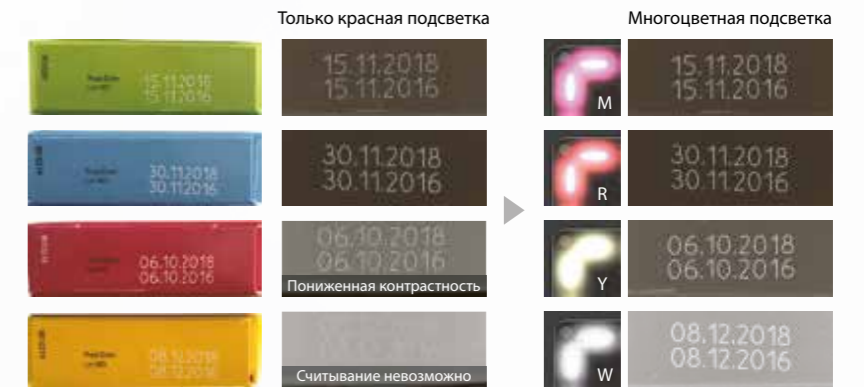 Только красная подсветка
Многоцветная подсветка
15.11.2018
15.11.2016
15.11.2018
15.11.2016
M
15.11.2018
15.11.2016
30.11.2018
30.11.2016
30.11.2018
30.11.2016
R
30.11.2018
30.11.2016
06.10.2018
06.10.2016
06.10.2018
06.10.2016
Пониженная контрастность
Y
06.10.2018
06.10.2016
08.12.2018
08.12.2016
Считывание невозможно
W
08.12.2018
08.12.2016